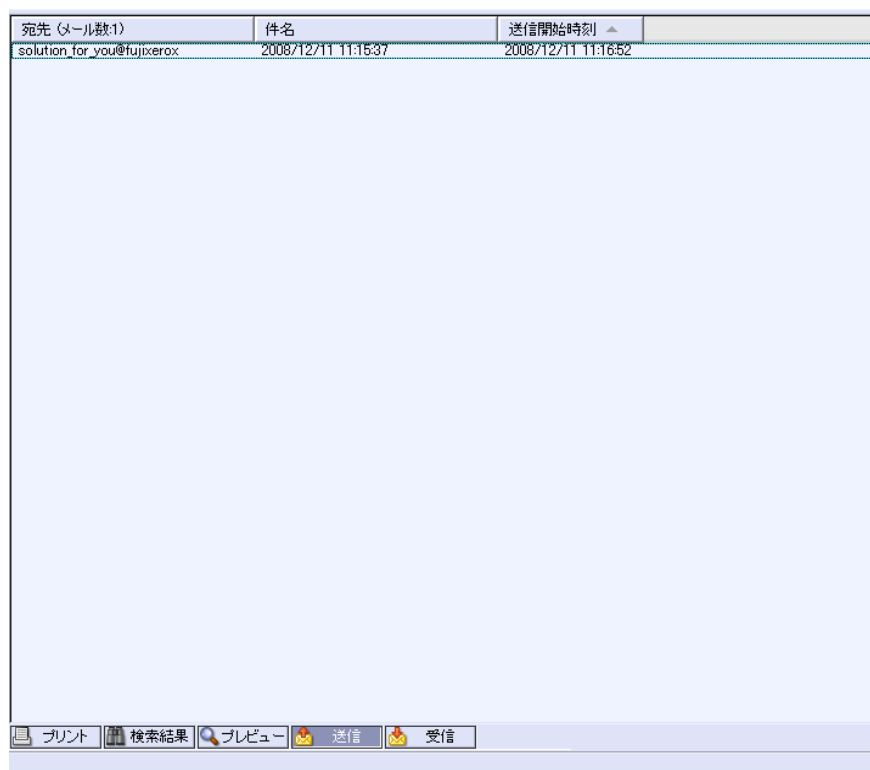 宛先 (メール数:1) 件名 送信開始時刻
solution_for_you@fujixerox 2008/12/11 11:15:37 2008/12/11 11:16:52
プリント 検索結果 プレビュー 送信 受信